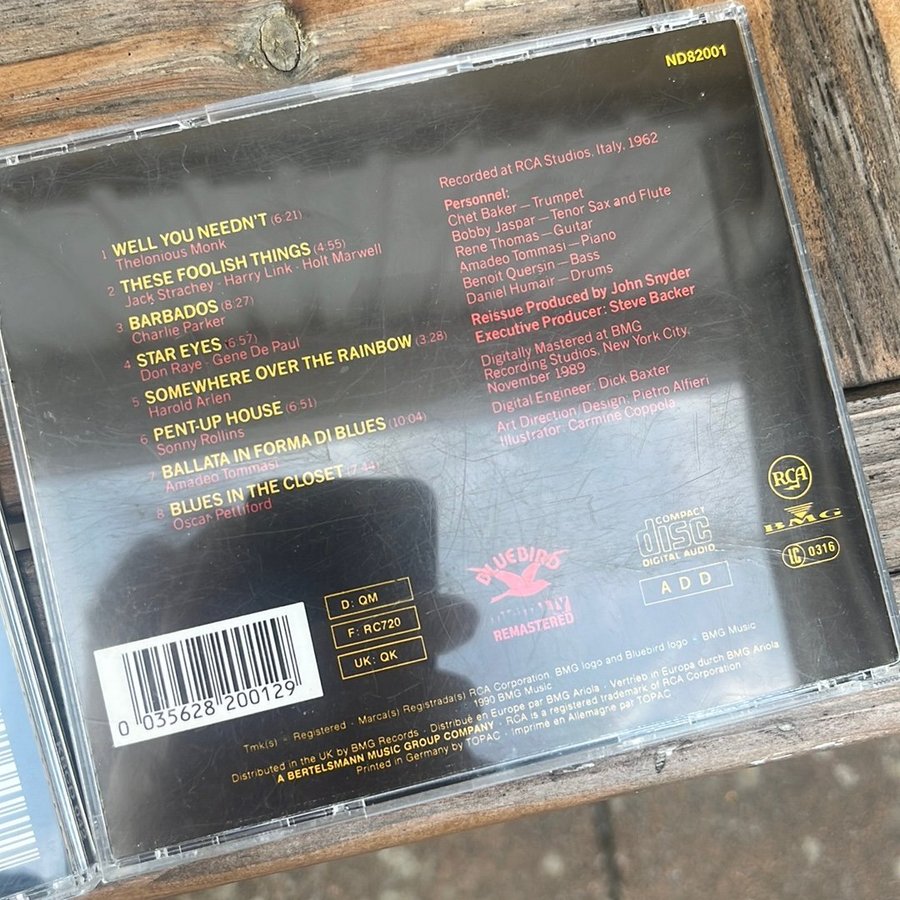 ND82001
1 WELL YOU NEEDN'T (6:21)
Thelonious Monk
2 THESE FOOLISH THINGS (4:55)
Jack Strachey · Harry Link · Holt Marwell
3 BARBADOS (8:27)
Charlie Parker
4 STAR EYES (6:57)
Don Raye · Gene De Paul
5 SOMEWHERE OVER THE RAINBOW (3:28)
Harold Arlen
6 PENT-UP HOUSE (6:51)
Sonny Rollins
7 BALLATA IN FORMA DI BLUES (10:04)
Amadeo Tommasi
8 BLUES IN THE CLOSET (7:44)
Oscar Pettiford
Recorded at RCA Studios, Italy, 1962
Personnel:
Chet Baker — Trumpet
Bobby Jaspar — Tenor Sax and Flute
Rene Thomas — Guitar
Amadeo Tommasi — Piano
Benoit Quersin — Bass
Daniel Humair — Drums
Reissue Produced by John Snyder
Executive Producer: Steve Backer
Digitally Mastered at BMG
Recording Studios, New York City,
November 1989
Digital Engineer: Dick Baxter
Art Direction/Design: Pietro Alfieri
Illustrator: Carmine Coppola
RCA
BMG
LC 0316
COMPACT
disc
DIGITAL AUDIO
ADD
BLUEBIRD
REMASTERED
D: QM
F: RC720
UK: QK
0 035628 200129
Tmk(s) · Registered · Marca(s) Registrada(s) RCA Corporation, BMG logo and Bluebird logo · BMG Music
1990 BMG Music
Distributed in the UK by BMG Records · Distribué en Europe par BMG Ariola · Vertrieb in Europa durch BMG Ariola
A BERTELSMANN MUSIC GROUP COMPANY · RCA is a registered trademark of RCA Corporation
Printed in Germany by TOPAC · Imprimé en Allemagne par TOPAC